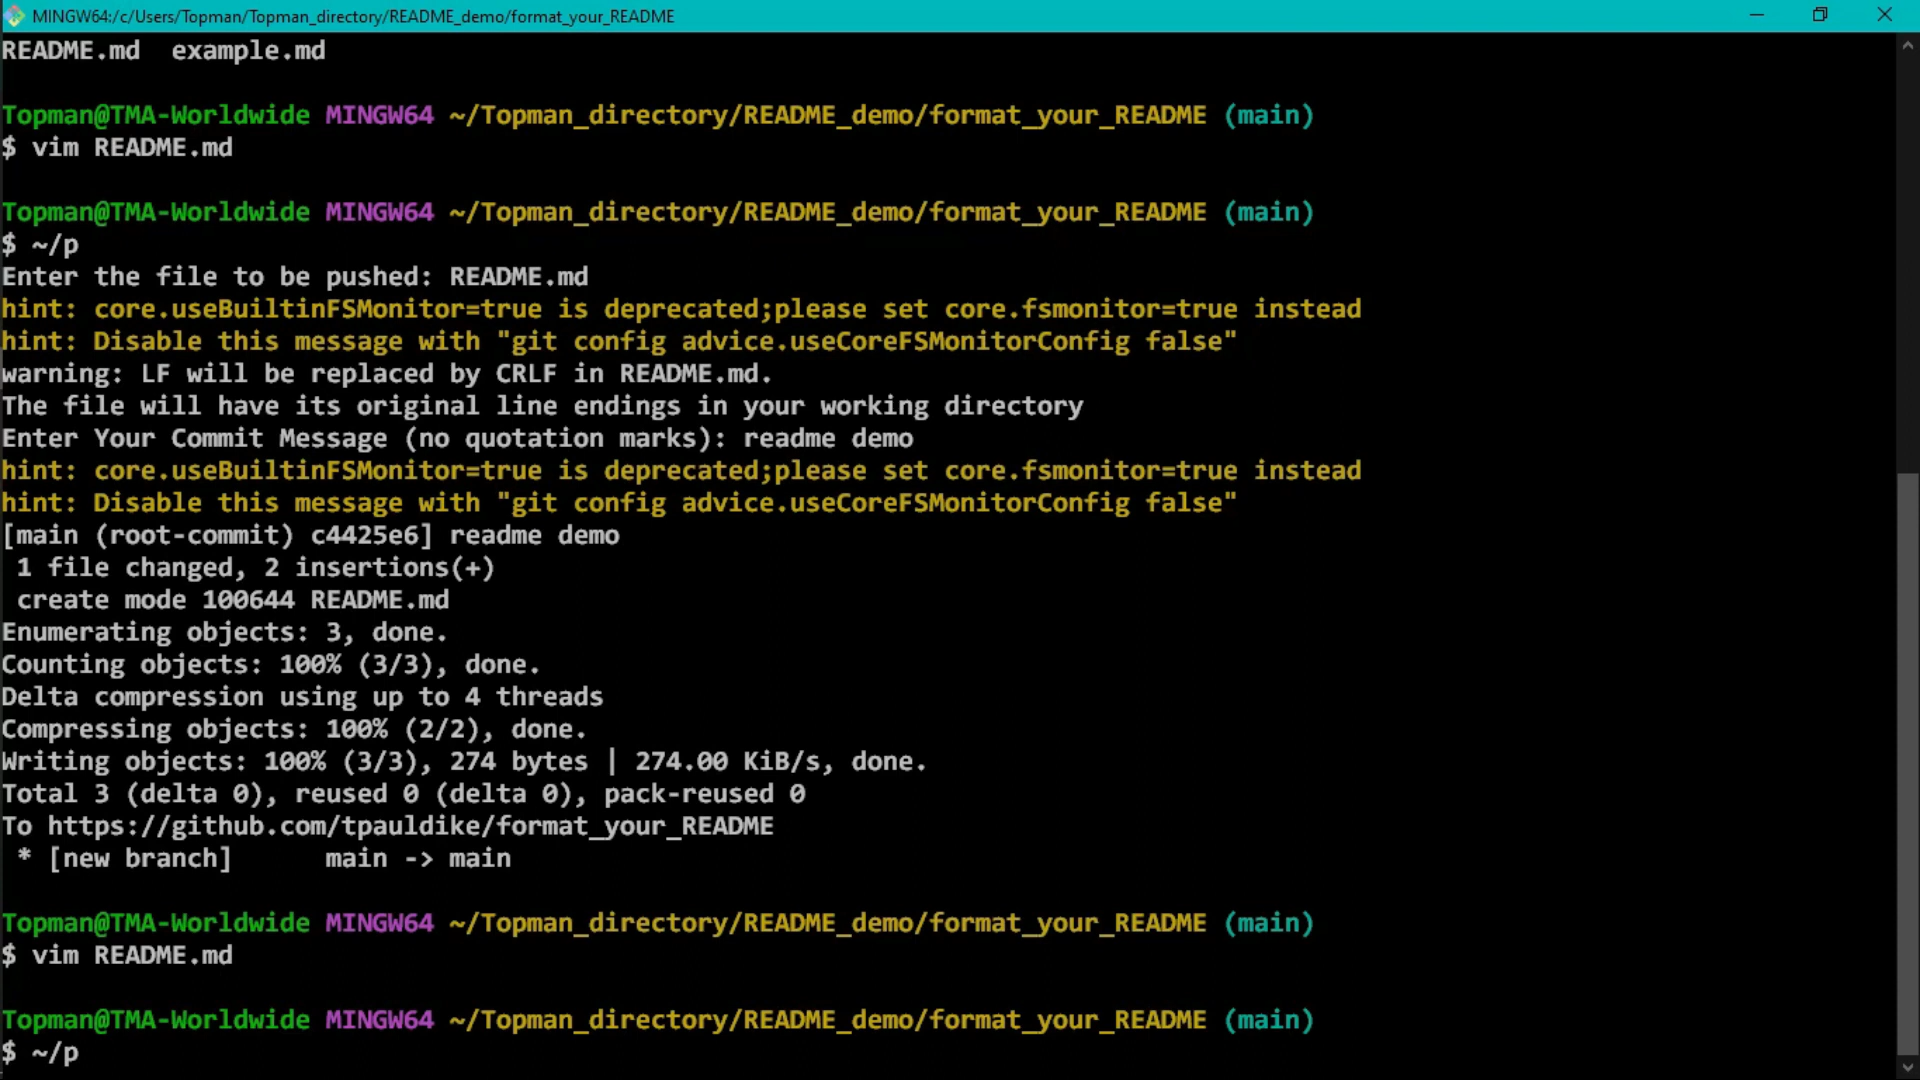 MINGW64:/c/Users/Topman/Topman_directory/README_demo/format_your_README
README.md  example.md
Topman@TMA-Worldwide MINGW64 ~/Topman_directory/README_demo/format_your_README (main)
$ vim README.md
Topman@TMA-Worldwide MINGW64 ~/Topman_directory/README_demo/format_your_README (main)
$ ~/p
Enter the file to be pushed: README.md
hint: core.useBuiltinFSMonitor=true is deprecated;please set core.fsmonitor=true instead
hint: Disable this message with "git config advice.useCoreFSMonitorConfig false"
warning: LF will be replaced by CRLF in README.md.
The file will have its original line endings in your working directory
Enter Your Commit Message (no quotation marks): readme demo
hint: core.useBuiltinFSMonitor=true is deprecated;please set core.fsmonitor=true instead
hint: Disable this message with "git config advice.useCoreFSMonitorConfig false"
[main (root-commit) c4425e6] readme demo
 1 file changed, 2 insertions(+)
 create mode 100644 README.md
Enumerating objects: 3, done.
Counting objects: 100% (3/3), done.
Delta compression using up to 4 threads
Compressing objects: 100% (2/2), done.
Writing objects: 100% (3/3), 274 bytes | 274.00 KiB/s, done.
Total 3 (delta 0), reused 0 (delta 0), pack-reused 0
To https://github.com/tpauldike/format_your_README
 * [new branch]      main -> main
Topman@TMA-Worldwide MINGW64 ~/Topman_directory/README_demo/format_your_README (main)
$ vim README.md
Topman@TMA-Worldwide MINGW64 ~/Topman_directory/README_demo/format_your_README (main)
$ ~/p